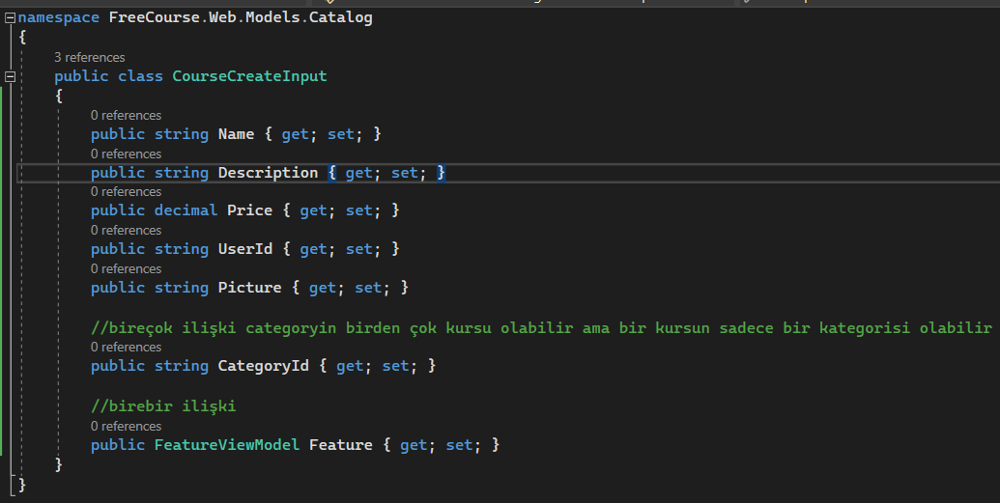 namespace FreeCourse.Web.Models.Catalog
{
3 references
public class CourseCreateInput
{
0 references
public string Name { get; set; }
0 references
public string Description { get; set; }
0 references
public decimal Price { get; set; }
0 references
public string UserId { get; set; }
0 references
public string Picture { get; set; }
//bireçok ilişki categoryin birden çok kursu olabilir ama bir kursun sadece bir kategorisi olabilir
0 references
public string CategoryId { get; set; }
//birebir ilişki
0 references
public FeatureViewModel Feature { get; set; }
}
}